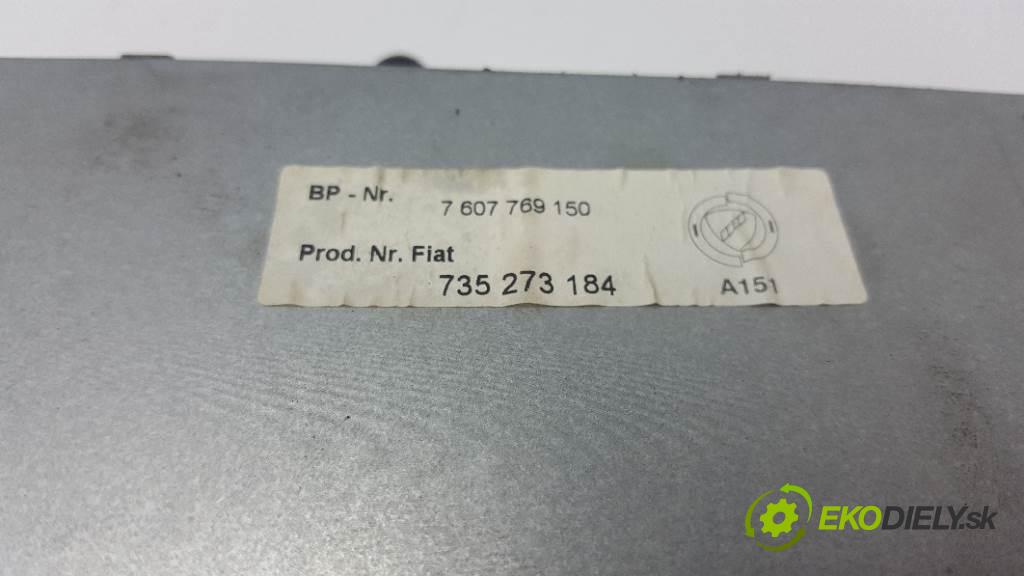 BP - Nr. 7 607 769 150
Prod. Nr. Fiat
735 273 184
A151
EKODIELY.sk